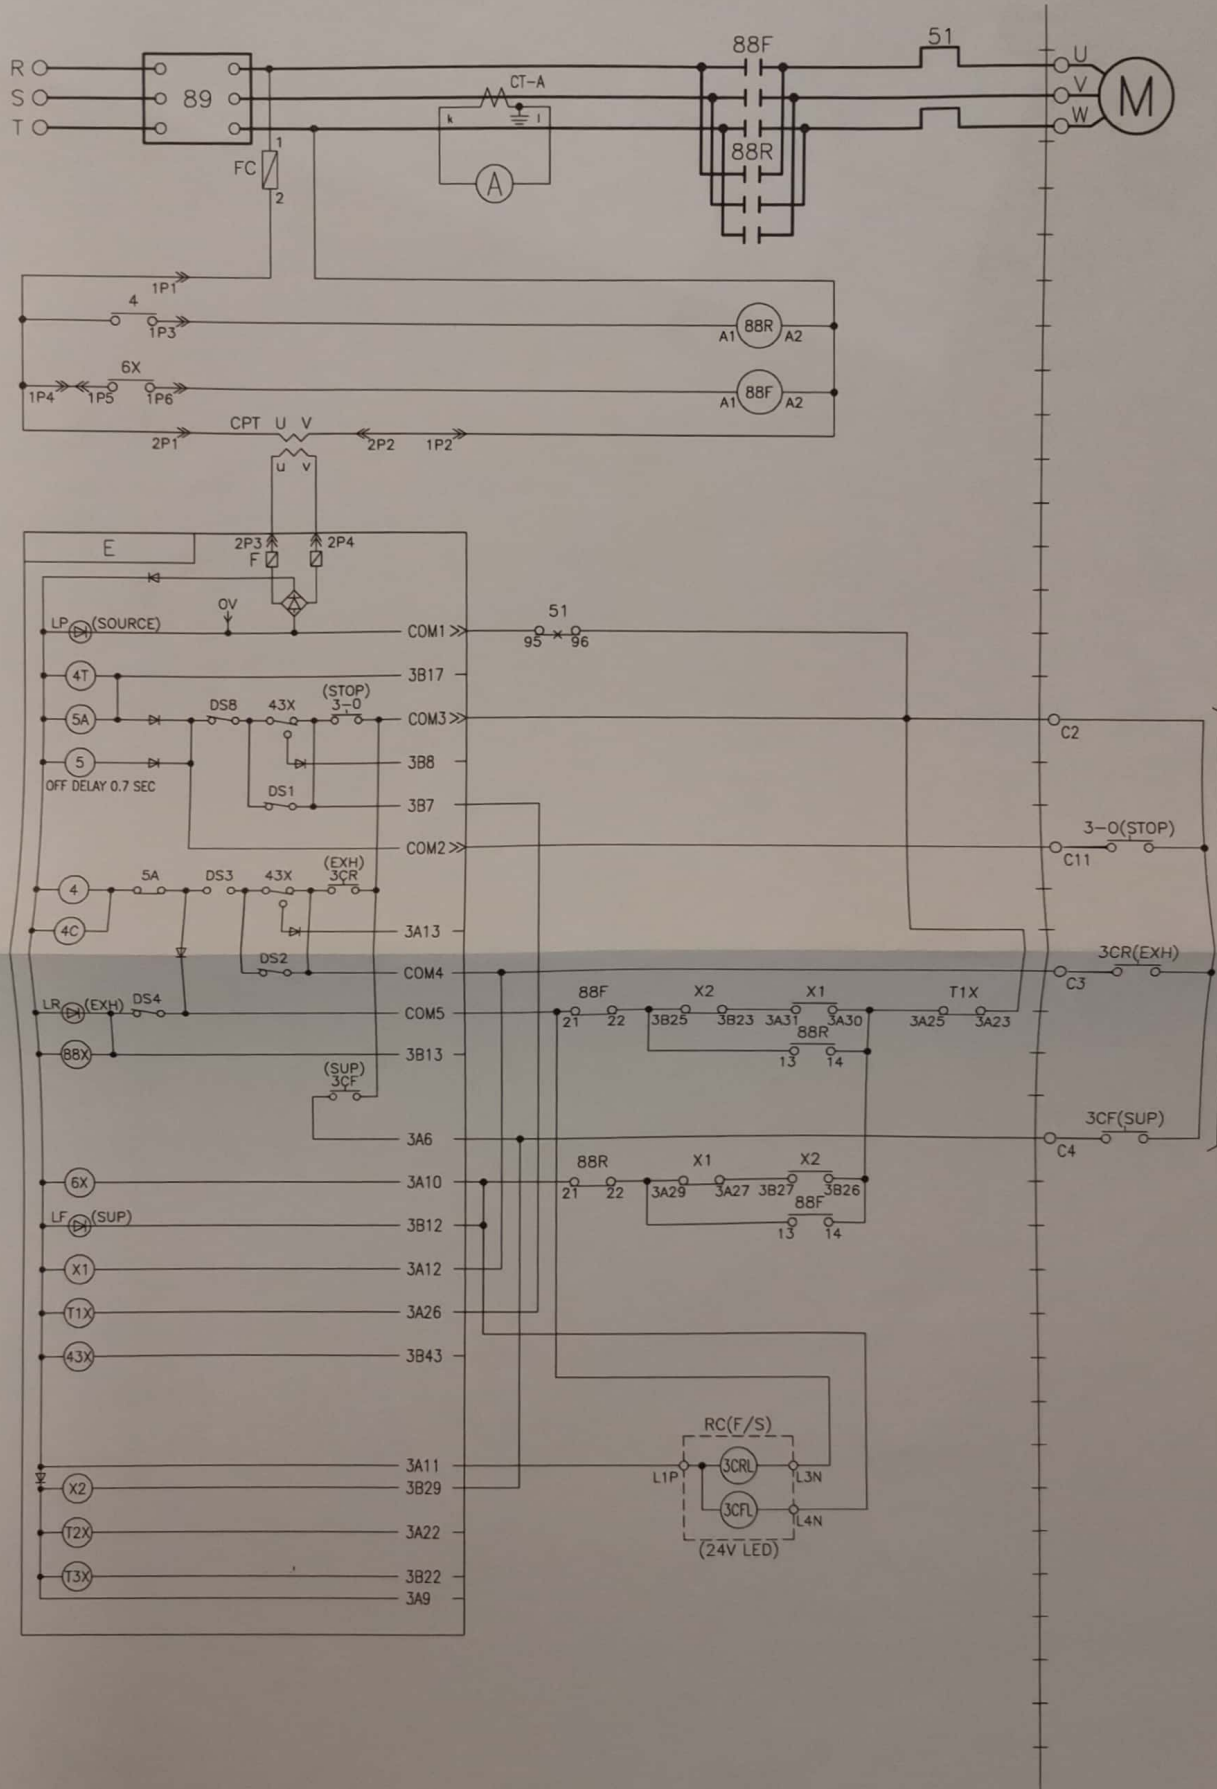 88F 51
R U
CT-A
S 89 V M
k l
T W
1
FC 88R
A
2
1P1
4
1P3 A1 88R A2
6X
1P4 1P5 1P6 A1 88F A2
CPT U V
2P1 2P2 1P2
u v
E 2P3 2P4
F
0V
LP (SOURCE) COM1 51
95 96
4T 3B17
(STOP)
DS8 43X 3-0
5A COM3 C2
5 3B8
OFF DELAY 0.7 SEC
DS1 3B7
3-0(STOP)
COM2 C11
(EXH)
5A DS3 43X 3CR
4
4C 3A13
DS2 3CR(EXH)
COM4 C3
LR (EXH) DS4 COM5 88F X2 X1 T1X
21 22 3B25 3B23 3A31 3A30 3A25 3A23
88R
88X 3B13 13 14
(SUP)
3CF
3CF(SUP)
3A6 C4
88R X1 X2
6X 3A10
21 22 3A29 3A27 3B27 3B26
88F
LF (SUP) 3B12 13 14
X1 3A12
T1X 3A26
43X 3B43
RC(F/S)
3A11 L1P 3CRL L3N
X2 3B29
3CFL L4N
T2X 3A22
(24V LED)
T3X 3B22
3A9